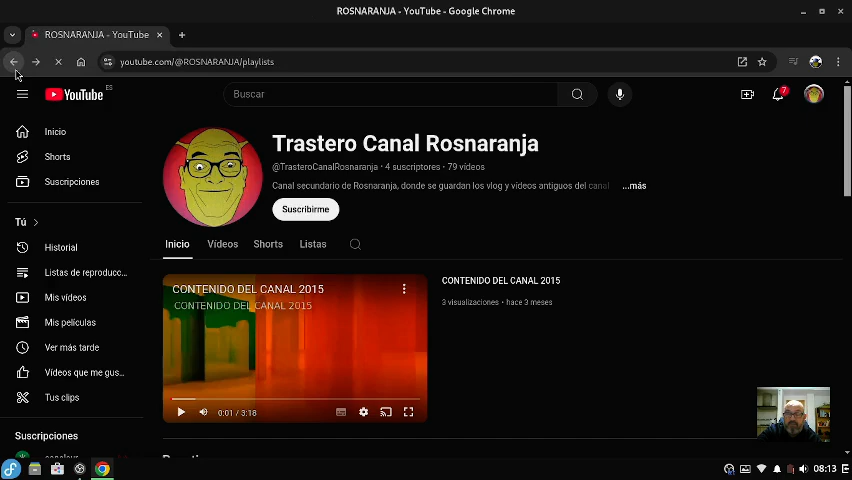 ROSNARANJA - YouTube - Google Chrome
ROSNARANJA - YouTube
youtube.com/@ROSNARANJA/playlists
YouTube ES
Buscar
7
Inicio
Shorts
Suscripciones
Tú
Historial
Listas de reproducc...
Mis vídeos
Mis películas
Ver más tarde
Vídeos que me gus...
Tus clips
Suscripciones
Trastero Canal Rosnaranja
@TrasteroCanalRosnaranja • 4 suscriptores • 79 vídeos
Canal secundario de Rosnaranja, donde se guardan los vlog y vídeos antiguos del canal ...más
Suscribirme
Inicio Vídeos Shorts Listas
CONTENIDO DEL CANAL 2015
CONTENIDO DEL CANAL 2015
0:01 / 3:18
CONTENIDO DEL CANAL 2015
3 visualizaciones • hace 3 meses
08:13